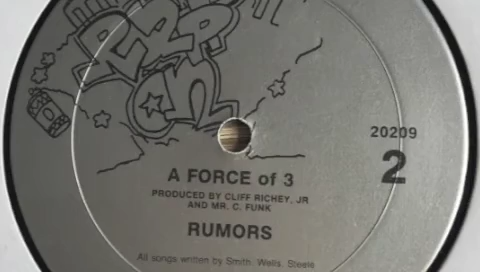 RAP
ON
20209
2
A FORCE of 3
PRODUCED BY CLIFF RICHEY, JR
AND MR. C. FUNK
RUMORS
All songs written by Smith, Wells, Steele